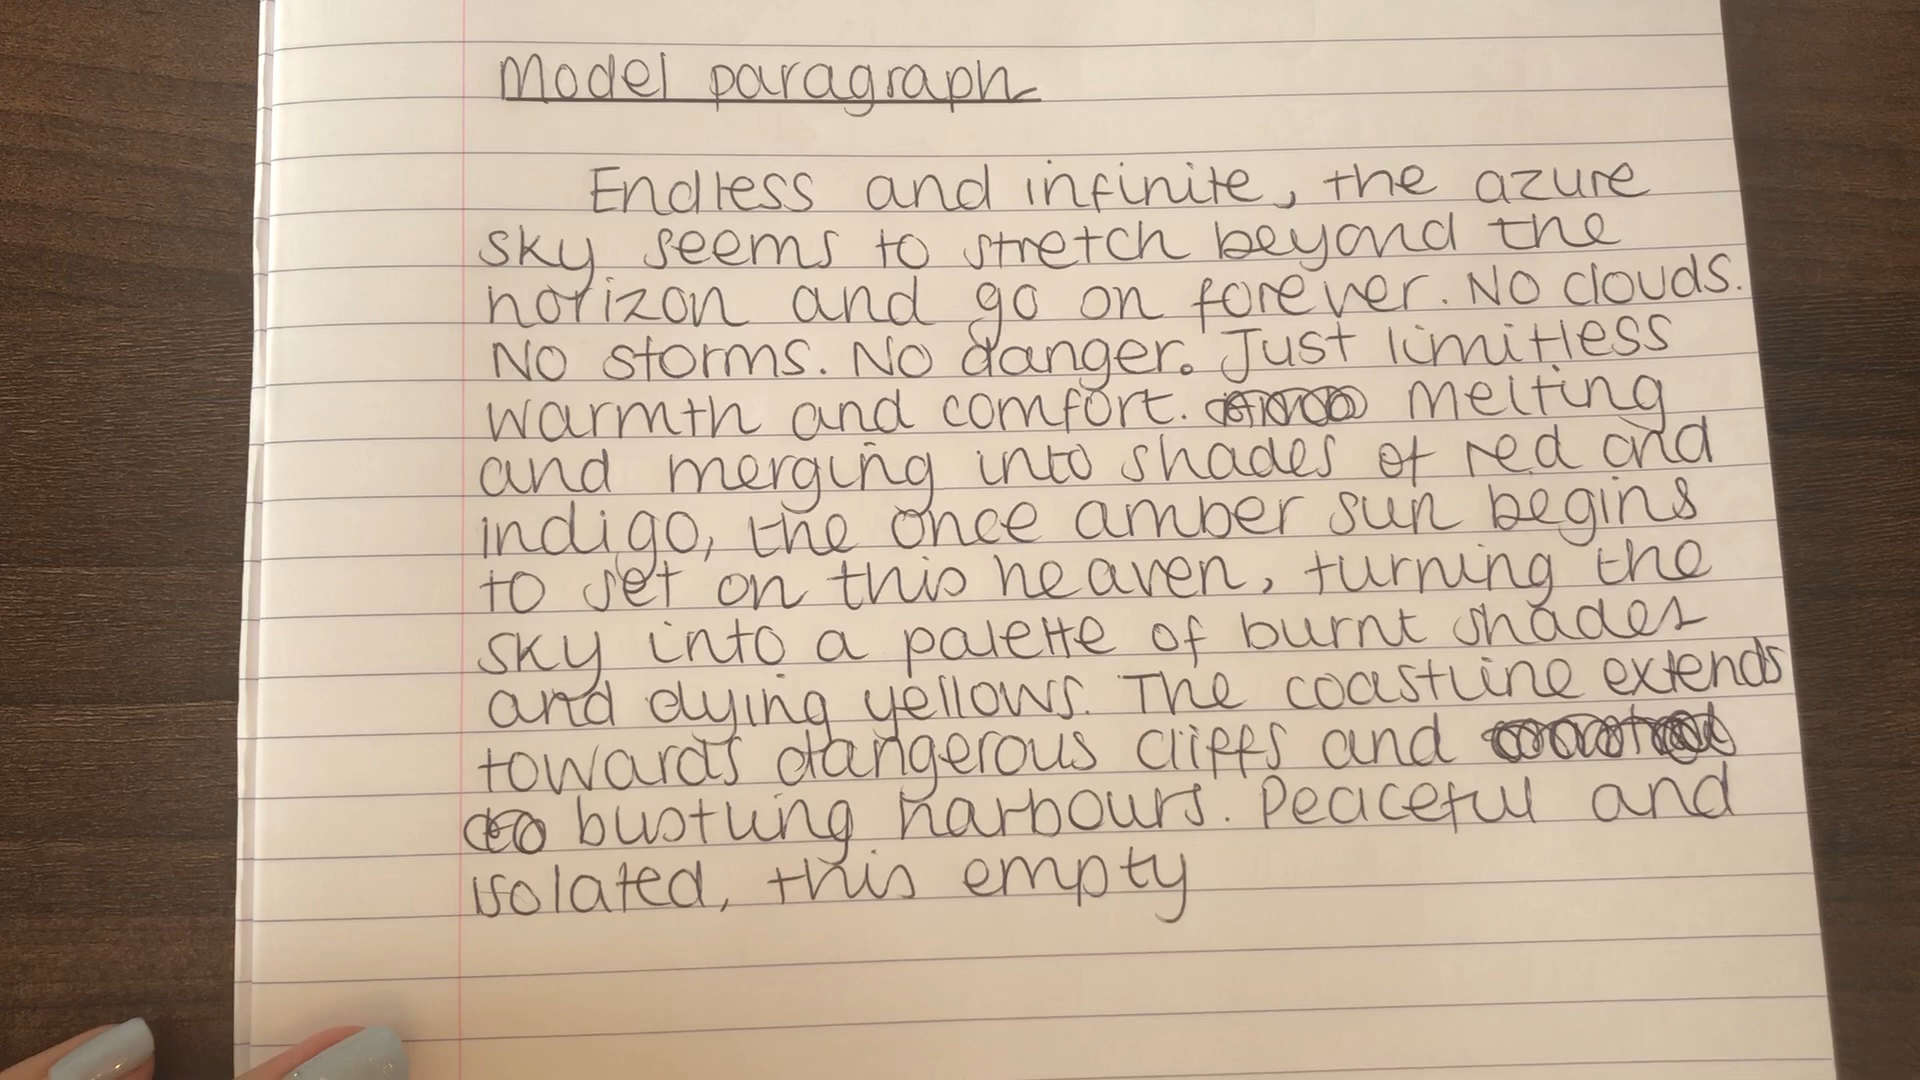 Model paragraph
Endless and infinite, the azure
sky seems to stretch beyond the
horizon and go on forever. No clouds.
No storms. No danger. Just limitless
warmth and comfort. Melting
and merging into shades of red and
indigo, the once amber sun begins
to set on this heaven, turning the
sky into a palette of burnt shades
and dying yellows. The coastline extends
towards dangerous cliffs and
bustling harbours. Peaceful and
isolated, this empty